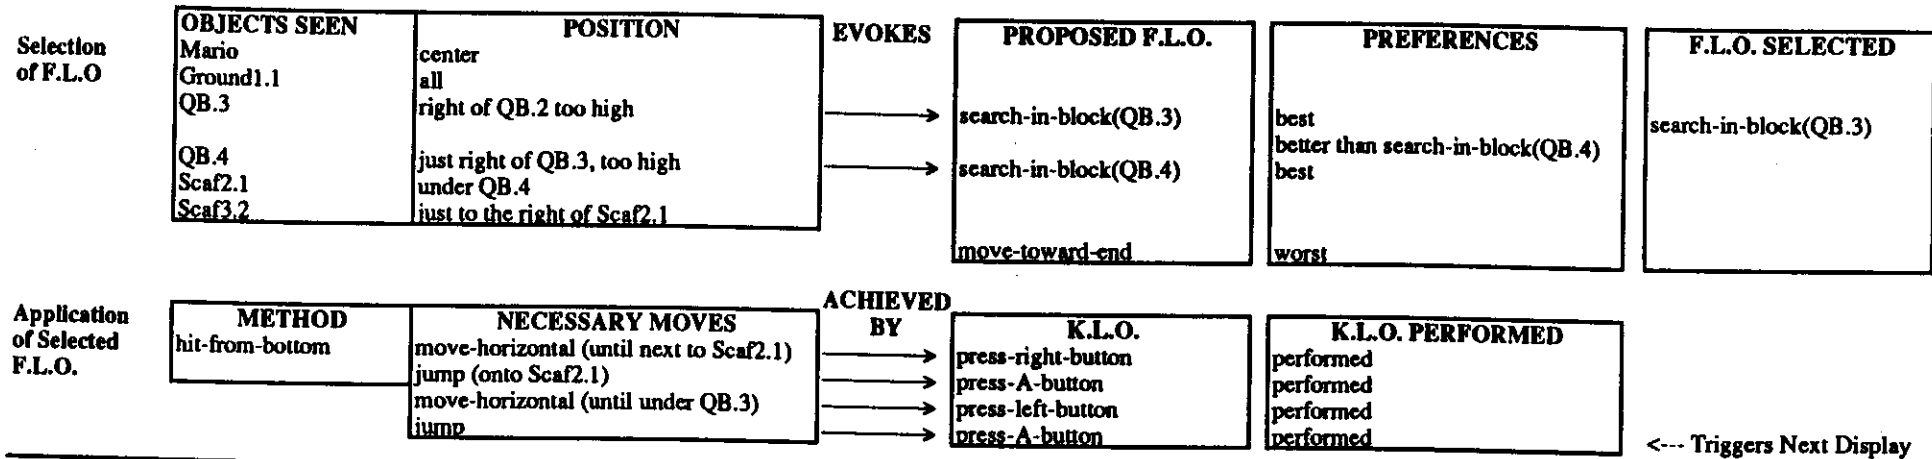 Selection
of F.L.O
OBJECTS SEEN POSITION EVOKES PROPOSED F.L.O. PREFERENCES F.L.O. SELECTED
Mario center
Ground1.1 all
QB.3 right of QB.2 too high search-in-block(QB.3) best search-in-block(QB.3)
better than search-in-block(QB.4)
QB.4 just right of QB.3, too high search-in-block(QB.4) best
Scaf2.1 under QB.4
Scaf3.2 just to the right of Scaf2.1
move-toward-end worst
Application
of Selected
F.L.O.
METHOD NECESSARY MOVES ACHIEVED BY K.L.O. K.L.O. PERFORMED
hit-from-bottom move-horizontal (until next to Scaf2.1) press-right-button performed
jump (onto Scaf2.1) press-A-button performed
move-horizontal (until under QB.3) press-left-button performed
jump press-A-button performed
<--- Triggers Next Display